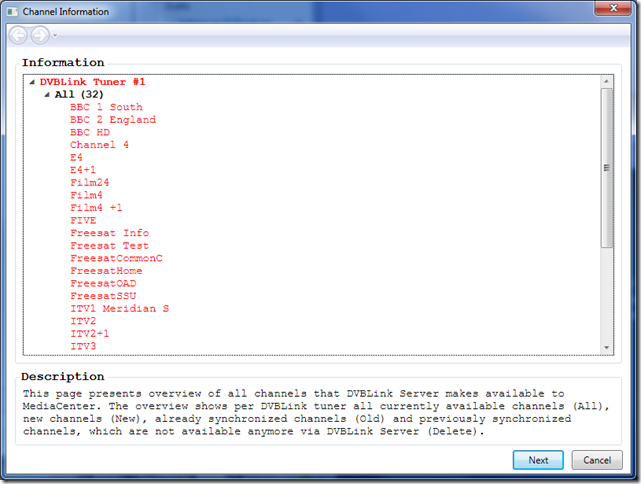 Channel Information
Information
DVBLink Tuner #1
All (32)
BBC 1 South
BBC 2 England
BBC HD
Channel 4
E4
E4+1
Film24
Film4
Film4 +1
FIVE
Freesat Info
Freesat Test
FreesatCommonC
FreesatHome
FreesatOAD
FreesatSSU
ITV1 Meridian S
ITV2
ITV2+1
ITV3
Description
This page presents overview of all channels that DVBLink Server makes available to
MediaCenter. The overview shows per DVBLink tuner all currently available channels (All),
new channels (New), already synchronized channels (Old) and previously synchronized
channels, which are not available anymore via DVBLink Server (Delete).
Next Cancel